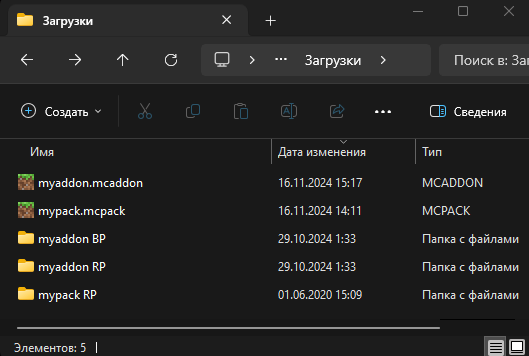 Загрузки
Загрузки
Поиск в: Заг
Создать
Сведения
Имя Дата изменения Тип
myaddon.mcaddon 16.11.2024 15:17 MCADDON
mypack.mcpack 16.11.2024 14:11 MCPACK
myaddon BP 29.10.2024 1:33 Папка с файлами
myaddon RP 29.10.2024 1:33 Папка с файлами
mypack RP 01.06.2020 15:09 Папка с файлами
Элементов: 5